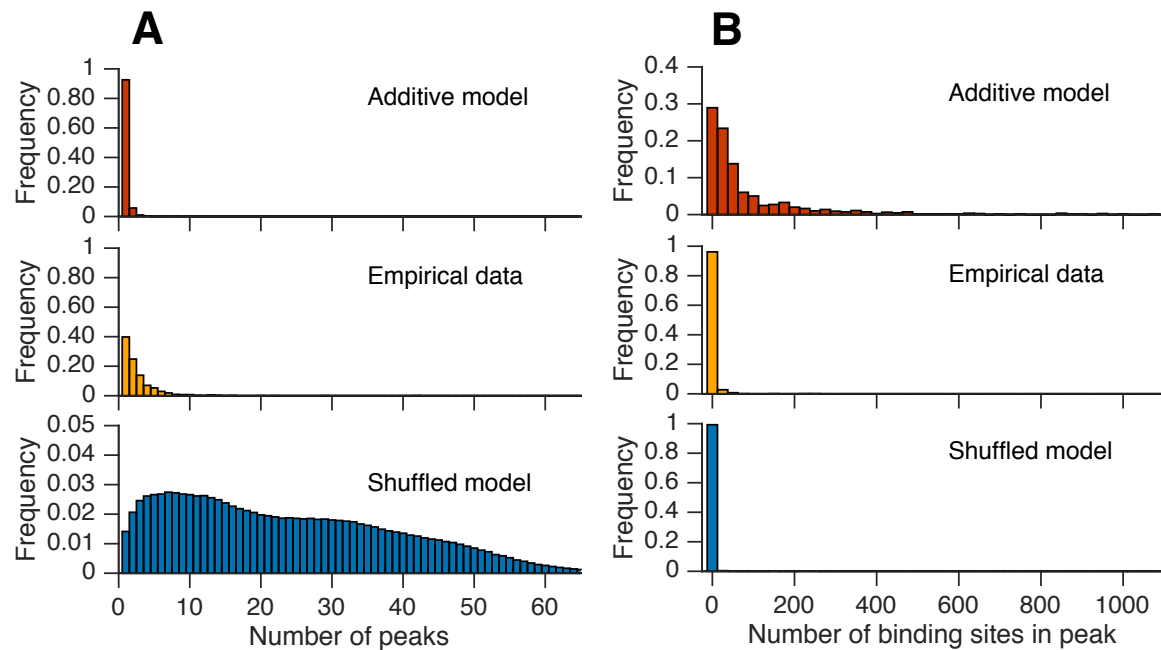 A
Additive model
Frequency
1
0.80
0.60
0.40
0.20
0
Empirical data
Frequency
1
0.80
0.60
0.40
0.20
0
Shuffled model
Frequency
0.05
0.04
0.03
0.02
0.01
0
0 10 20 30 40 50 60
Number of peaks
B
Additive model
Frequency
0.4
0.3
0.2
0.1
0
Empirical data
Frequency
1
0.8
0.6
0.4
0.2
0
Shuffled model
Frequency
1
0.8
0.6
0.4
0.2
0
0 200 400 600 800 1000
Number of binding sites in peak